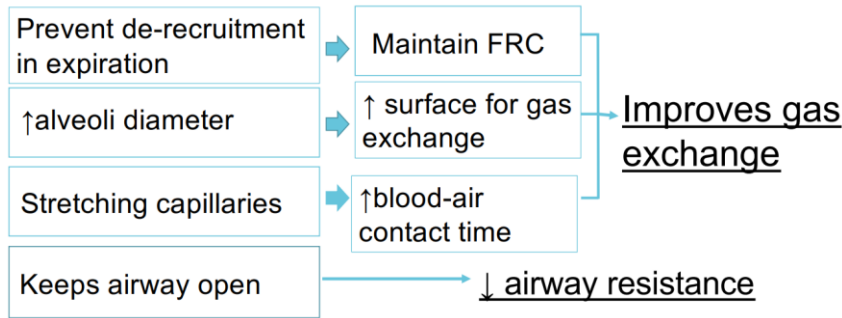 Prevent de-recruitment
in expiration
Maintain FRC
↑alveoli diameter
↑ surface for gas
exchange
Stretching capillaries
↑blood-air
contact time
Improves gas
exchange
Keeps airway open
↓ airway resistance